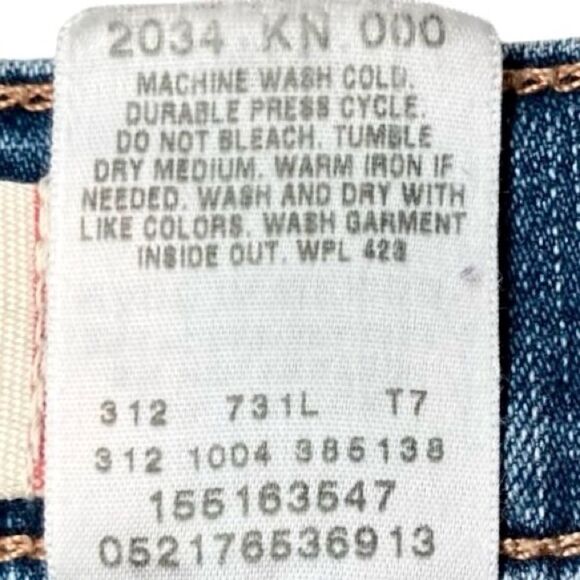 2034 KN 000
MACHINE WASH COLD.
DURABLE PRESS CYCLE.
DO NOT BLEACH. TUMBLE
DRY MEDIUM. WARM IRON IF
NEEDED. WASH AND DRY WITH
LIKE COLORS. WASH GARMENT
INSIDE OUT. WPL 423
312 731L T7
312 1004 385138
155163547
052176536913